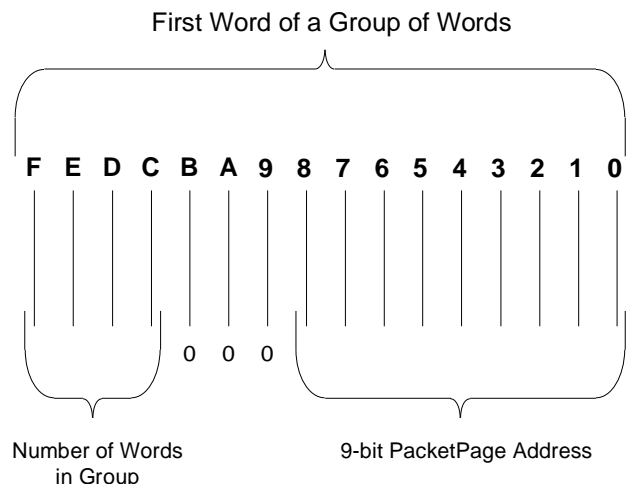 First Word of a Group of Words
F E D C B A 9 8 7 6 5 4 3 2 1 0
0 0 0
Number of Words
in Group
9-bit PacketPage Address